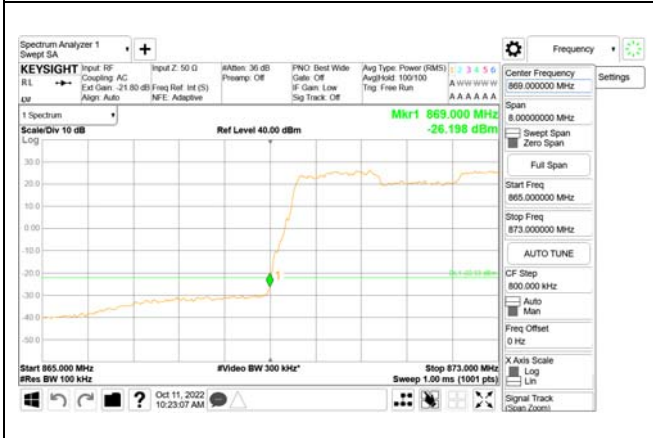 Spectrum Analyzer 1
Swept SA
Frequency
KEYSIGHT Input: RF
Coupling: AC
Ext Gain: -21.80 dB
Align: Auto
Input Z: 50 Ω
Freq Ref: Int (S)
NFE: Adaptive
#Atten: 36 dB
Preamp: Off
PNO: Best Wide
Gate: Off
IF Gain: Low
Sig Track: Off
Avg Type: Power (RMS)
Avg|Hold: 100/100
Trig: Free Run
1 2 3 4 5 6
A W W W W W
A A A A A A
RL
1 Spectrum
Scale/Div 10 dB
Log
Ref Level 40.00 dBm
Mkr1 869.000 MHz
-26.198 dBm
30.0
20.0
10.0
0.00
-10.0
-20.0
-30.0
-40.0
-50.0
1
Start 865.000 MHz
#Res BW 100 kHz
#Video BW 300 kHz*
Stop 873.000 MHz
Sweep 1.00 ms (1001 pts)
Oct 11, 2022
10:23:07 AM
?
Center Frequency
869.000000 MHz
Settings
Span
8.00000000 MHz
Swept Span
Zero Span
Full Span
Start Freq
865.000000 MHz
Stop Freq
873.000000 MHz
AUTO TUNE
CF Step
800.000 kHz
Auto
Man
Freq Offset
0 Hz
X Axis Scale
Log
Lin
Signal Track
(Span Zoom)